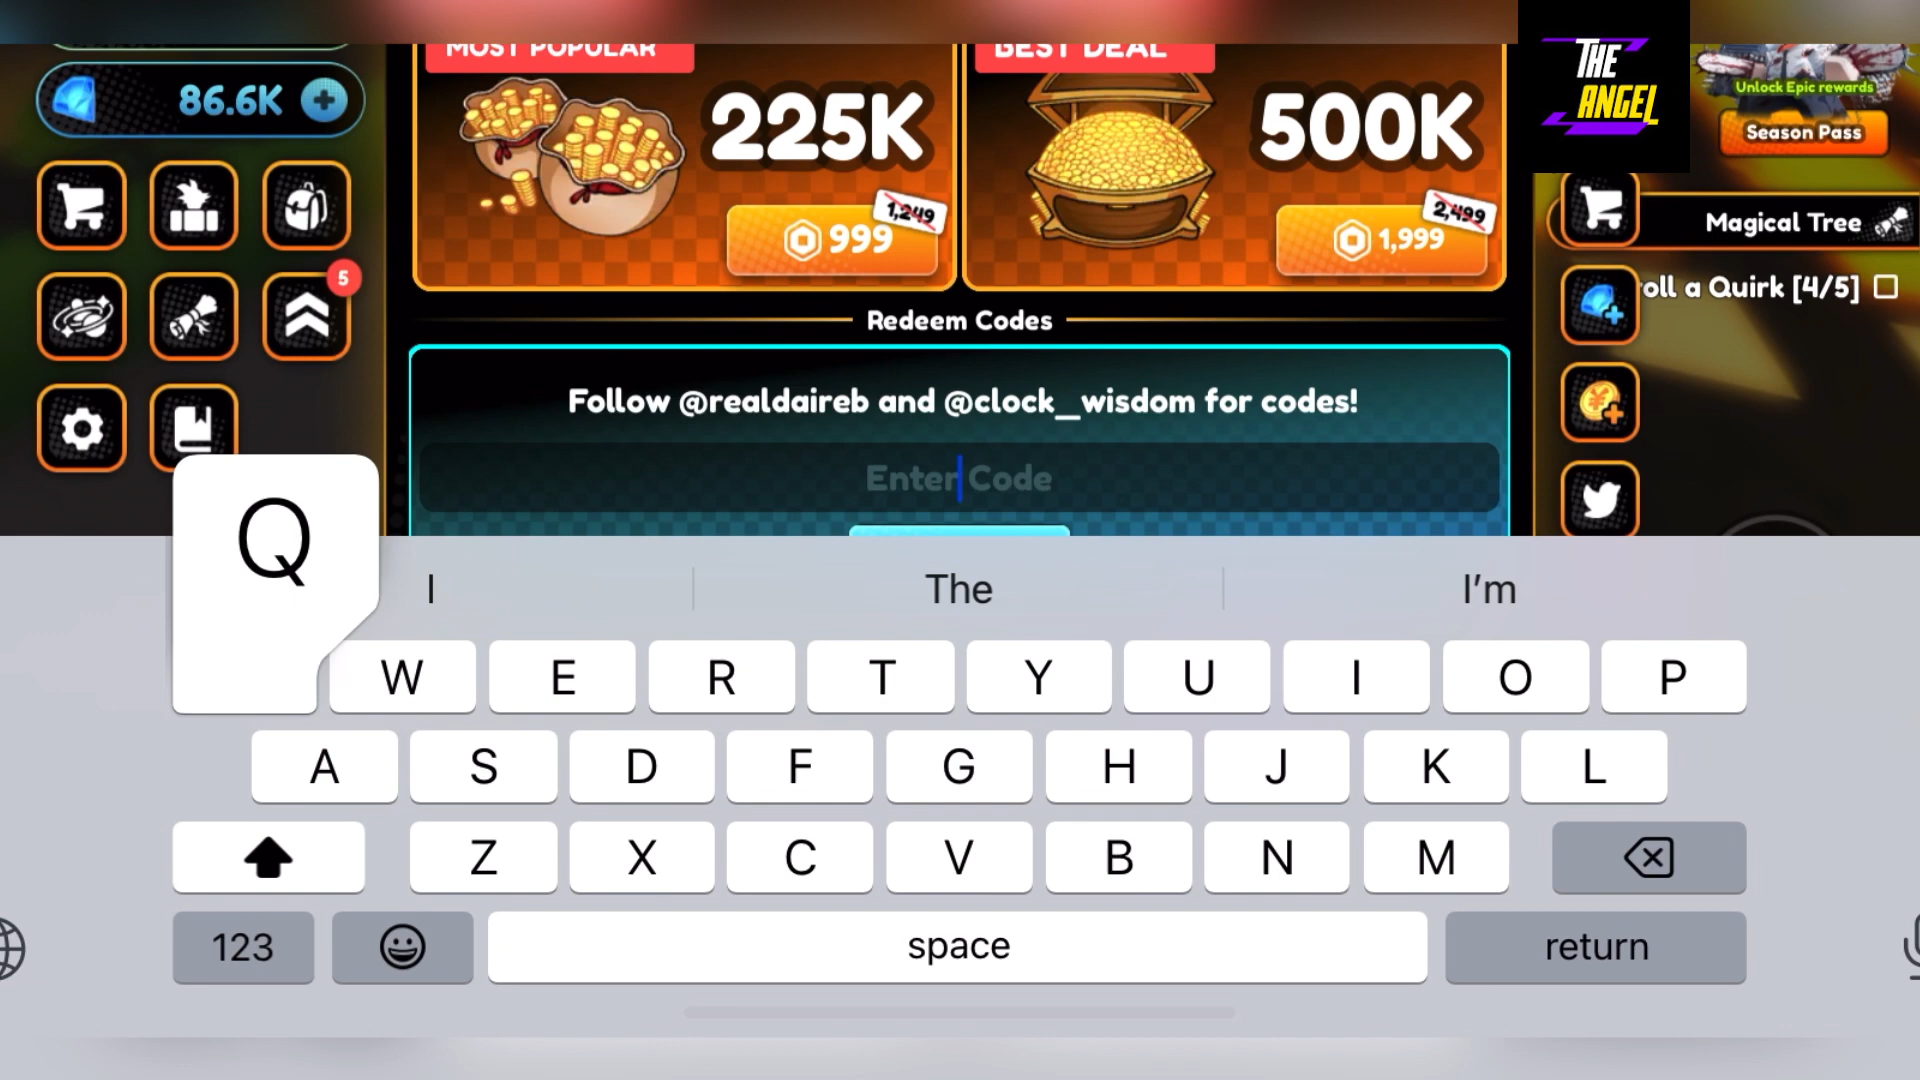 MOST POPULAR
BEST DEAL
THE
ANGEL
Unlock Epic rewards
Season Pass
86.6K
225K
500K
1,249
999
2,499
1,999
5
Magical Tree
oll a Quirk [4/5]
Redeem Codes
Follow @realdaireb and @clock_wisdom for codes!
Enter Code
Q
I
The
I'm
W E R T Y U I O P
A S D F G H J K L
Z X C V B N M
123
space
return